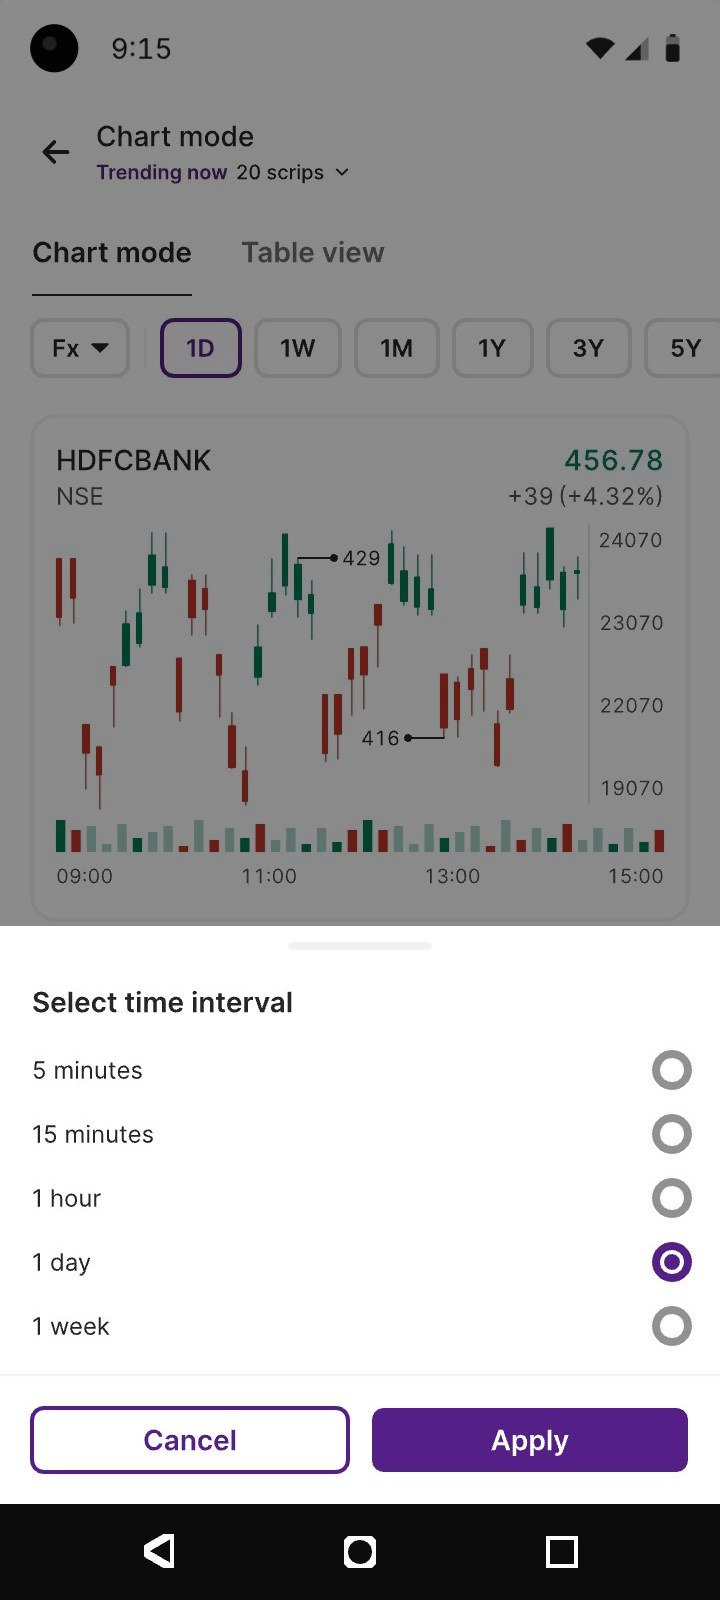 9:15
Chart mode
Trending now 20 scrips
Chart mode Table view
Fx 1D 1W 1M 1Y 3Y 5Y
HDFCBANK 456.78
NSE +39 (+4.32%)
24070
429
23070
22070
416
19070
09:00 11:00 13:00 15:00
Select time interval
5 minutes
15 minutes
1 hour
1 day
1 week
Cancel Apply